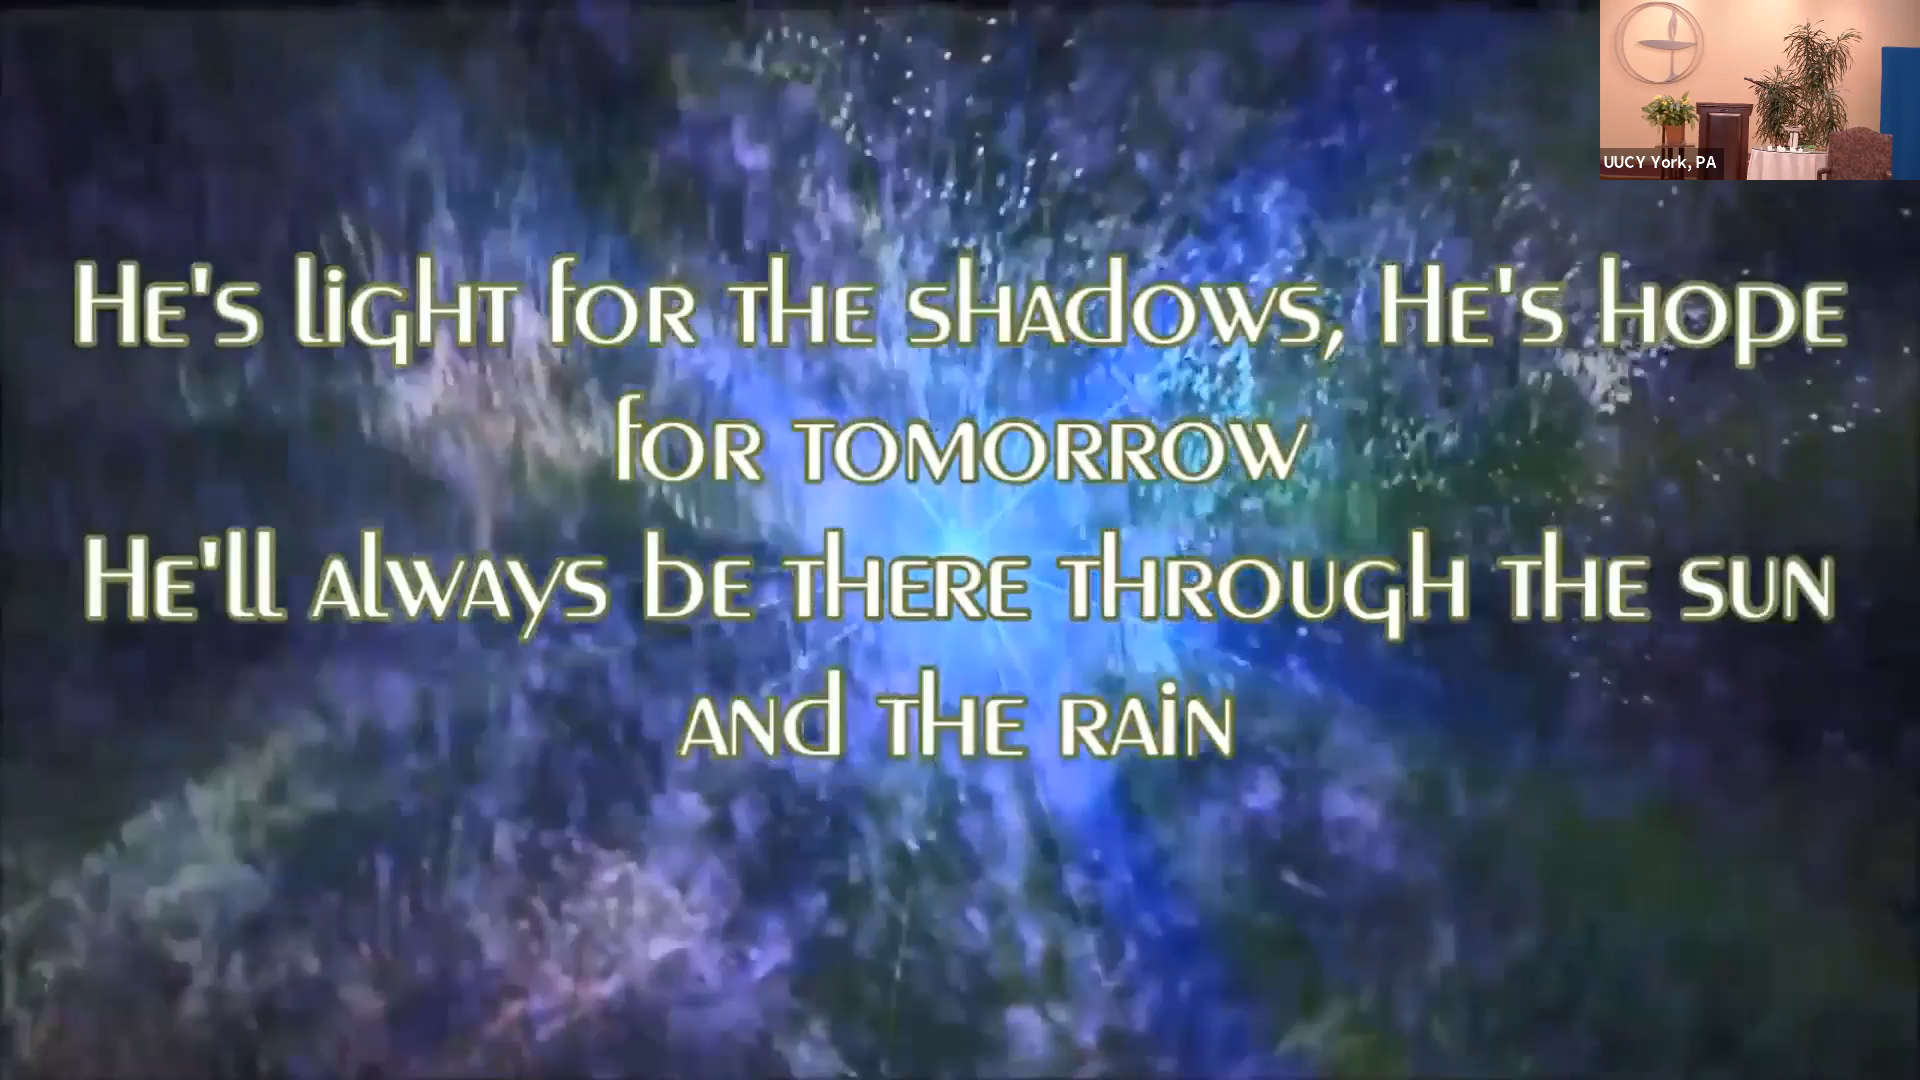 He's light for the shadows, He's hope
for tomorrow
He'll always be there through the sun
and the rain
UUCY York, PA